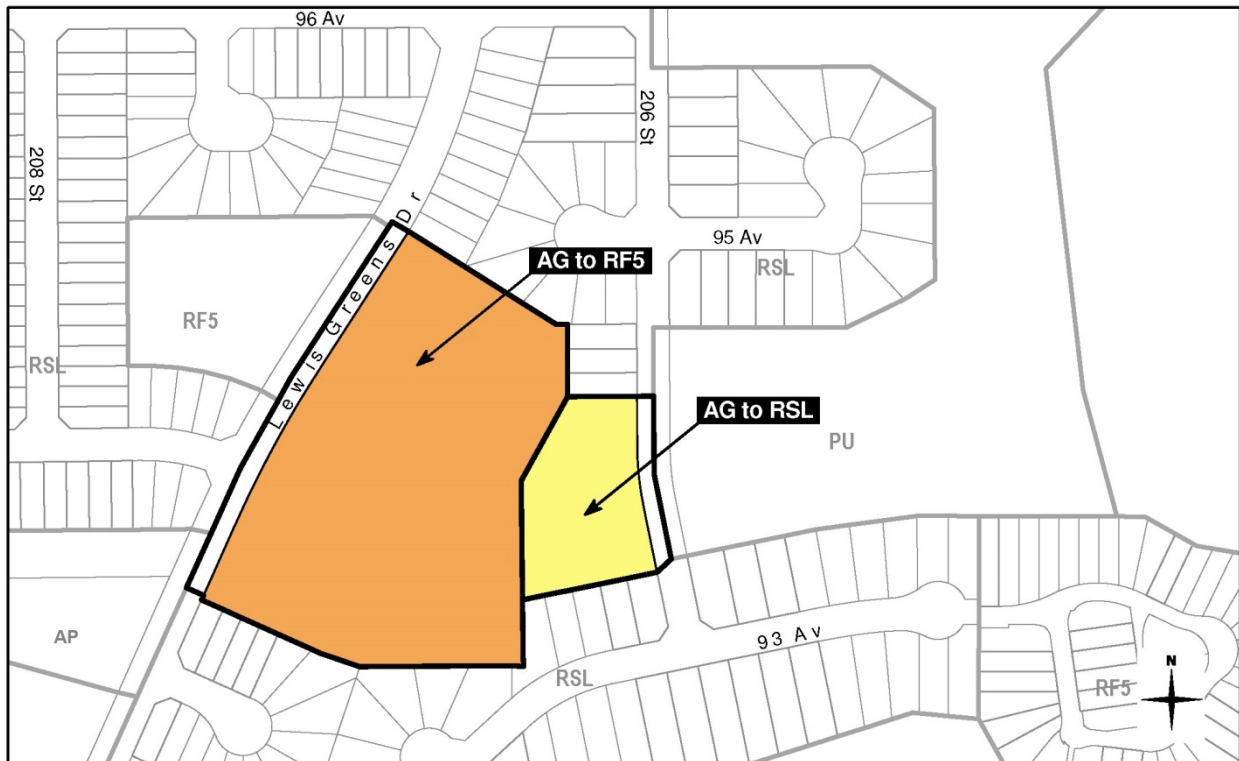 96 Av
208 St
206 St
Lewis Greens Dr
95 Av
AG to RF5
RSL
RF5
RSL
AG to RSL
PU
93 Av
AP
RSL
N
RF5